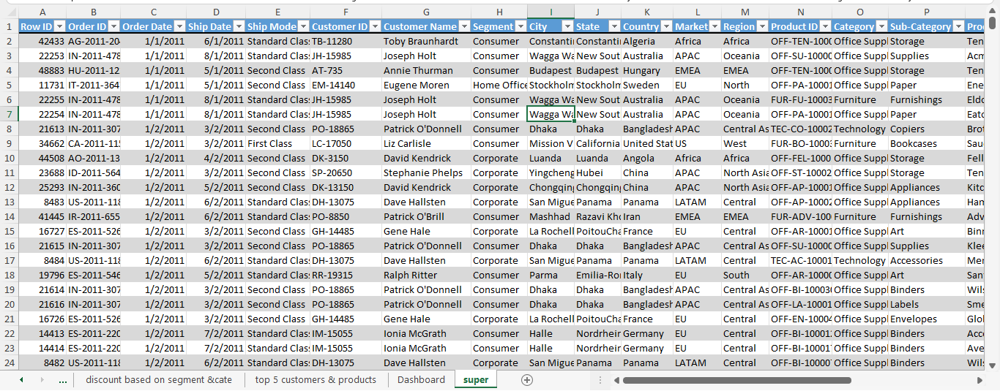 A B C D E F G H I J K L M N O P
1 Row ID Order ID Order Date Ship Date Ship Mode Customer ID Customer Name Segment City State Country Market Region Product ID Category Sub-Category Pro
2 42433 AG-2011-20 1/1/2011 6/1/2011 Standard Clas TB-11280 Toby Braunhardt Consumer Constanti Constantin Algeria Africa Africa OFF-TEN-1000 Office Suppl Storage Ten
3 22253 IN-2011-478 1/1/2011 8/1/2011 Standard Clas JH-15985 Joseph Holt Consumer Wagga Wa New Sout Australia APAC Oceania OFF-SU-1000 Office Suppl Supplies Acm
4 48883 HU-2011-12 1/1/2011 5/1/2011 Second Class AT-735 Annie Thurman Consumer Budapest Budapest Hungary EMEA EMEA OFF-TEN-1000 Office Suppl Storage Ten
5 11731 IT-2011-364 1/1/2011 5/1/2011 Second Class EM-14140 Eugene Moren Home Office Stockholm Stockholm Sweden EU North OFF-PA-1000 Office Suppl Paper Ene
6 22255 IN-2011-478 1/1/2011 8/1/2011 Standard Clas JH-15985 Joseph Holt Consumer Wagga Wa New Sout Australia APAC Oceania FUR-FU-1000 Furniture Furnishings Eldo
7 22254 IN-2011-478 1/1/2011 8/1/2011 Standard Clas JH-15985 Joseph Holt Consumer Wagga Wa New Sout Australia APAC Oceania OFF-PA-1000 Office Suppl Paper Eato
8 21613 IN-2011-307 1/2/2011 3/2/2011 Second Class PO-18865 Patrick O'Donnell Consumer Dhaka Dhaka Bangladesh APAC Central As TEC-CO-1000 Technology Copiers Brot
9 34662 CA-2011-11 1/2/2011 3/2/2011 First Class LC-17050 Liz Carlisle Consumer Mission V California United Stat US West FUR-BO-1000 Furniture Bookcases Sau
10 44508 AO-2011-13 1/2/2011 4/2/2011 Second Class DK-3150 David Kendrick Corporate Luanda Luanda Angola Africa Africa OFF-FEL-1000 Office Suppl Storage Fell
11 23688 ID-2011-564 1/2/2011 3/2/2011 Second Class SP-20650 Stephanie Phelps Corporate Yingcheng Hubei China APAC North Asia OFF-ST-10002 Office Suppl Storage Ten
12 25293 IN-2011-360 1/2/2011 5/2/2011 Second Class DK-13150 David Kendrick Corporate Chongqing Chongqing China APAC North Asia OFF-AP-1000 Office Suppl Appliances Kitc
13 8483 US-2011-118 1/2/2011 6/2/2011 Standard Clas DH-13075 Dave Hallsten Corporate San Migue Panama Panama LATAM Central OFF-AP-1000 Office Suppl Appliances Ham
14 41445 IR-2011-655 1/2/2011 6/2/2011 Standard Clas PO-8850 Patrick O'Brill Consumer Mashhad Razavi Kho Iran EMEA EMEA FUR-ADV-100 Furniture Furnishings Adv
15 16727 ES-2011-526 1/2/2011 3/2/2011 Second Class GH-14485 Gene Hale Corporate La Rochell PoitouCha France EU Central OFF-AR-1000 Office Suppl Art Binn
16 21615 IN-2011-307 1/2/2011 3/2/2011 Second Class PO-18865 Patrick O'Donnell Consumer Dhaka Dhaka Bangladesh APAC Central As OFF-SU-1000 Office Suppl Supplies Klee
17 8484 US-2011-118 1/2/2011 6/2/2011 Standard Clas DH-13075 Dave Hallsten Corporate San Migue Panama Panama LATAM Central TEC-AC-1000 Technology Accessories Mer
18 19796 ES-2011-546 1/2/2011 5/2/2011 Standard Clas RR-19315 Ralph Ritter Consumer Parma Emilia-Ro Italy EU South OFF-AR-1000 Office Suppl Art San
19 21614 IN-2011-307 1/2/2011 3/2/2011 Second Class PO-18865 Patrick O'Donnell Consumer Dhaka Dhaka Bangladesh APAC Central As OFF-BI-10003 Office Suppl Binders Wils
20 21616 IN-2011-307 1/2/2011 3/2/2011 Second Class PO-18865 Patrick O'Donnell Consumer Dhaka Dhaka Bangladesh APAC Central As OFF-LA-1000 Office Suppl Labels Sme
21 16726 ES-2011-526 1/2/2011 3/2/2011 Second Class GH-14485 Gene Hale Corporate La Rochell PoitouCha France EU Central OFF-EN-1000 Office Suppl Envelopes Glo
22 14413 ES-2011-220 1/2/2011 7/2/2011 Standard Clas IM-15055 Ionia McGrath Consumer Halle Nordrhein Germany EU Central OFF-BI-10001 Office Suppl Binders Acc
23 14414 ES-2011-220 1/2/2011 7/2/2011 Standard Clas IM-15055 Ionia McGrath Consumer Halle Nordrhein Germany EU Central OFF-BI-10001 Office Suppl Binders Ave
24 8482 US-2011-118 1/2/2011 6/2/2011 Standard Clas DH-13075 Dave Hallsten Corporate San Migue Panama Panama LATAM Central OFF-BI-10000 Office Suppl Binders Wils
... discount based on segment &cate top 5 customers & products Dashboard super